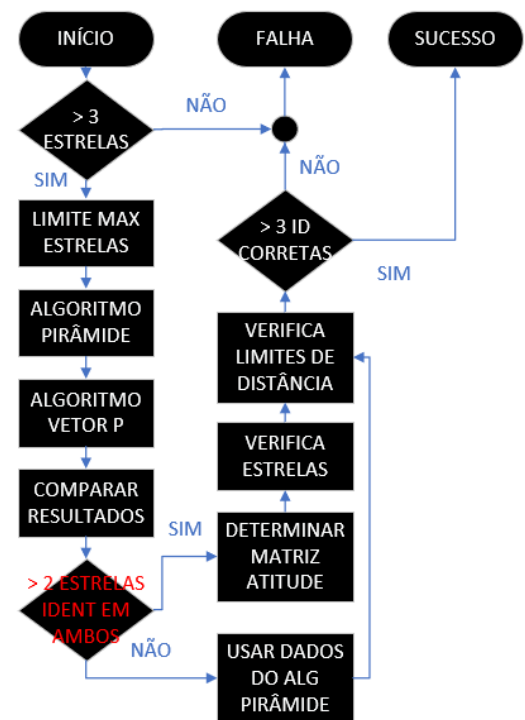 INÍCIO
FALHA
SUCESSO
> 3
ESTRELAS
NÃO
SIM
LIMITE MAX
ESTRELAS
ALGORITMO
PIRÂMIDE
ALGORITMO
VETOR P
COMPARAR
RESULTADOS
> 2 ESTRELAS
IDENT EM
AMBOS
SIM
NÃO
DETERMINAR
MATRIZ
ATITUDE
USAR DADOS
DO ALG
PIRÂMIDE
VERIFICA
ESTRELAS
VERIFICA
LIMITES DE
DISTÂNCIA
> 3 ID
CORRETAS
NÃO
SIM